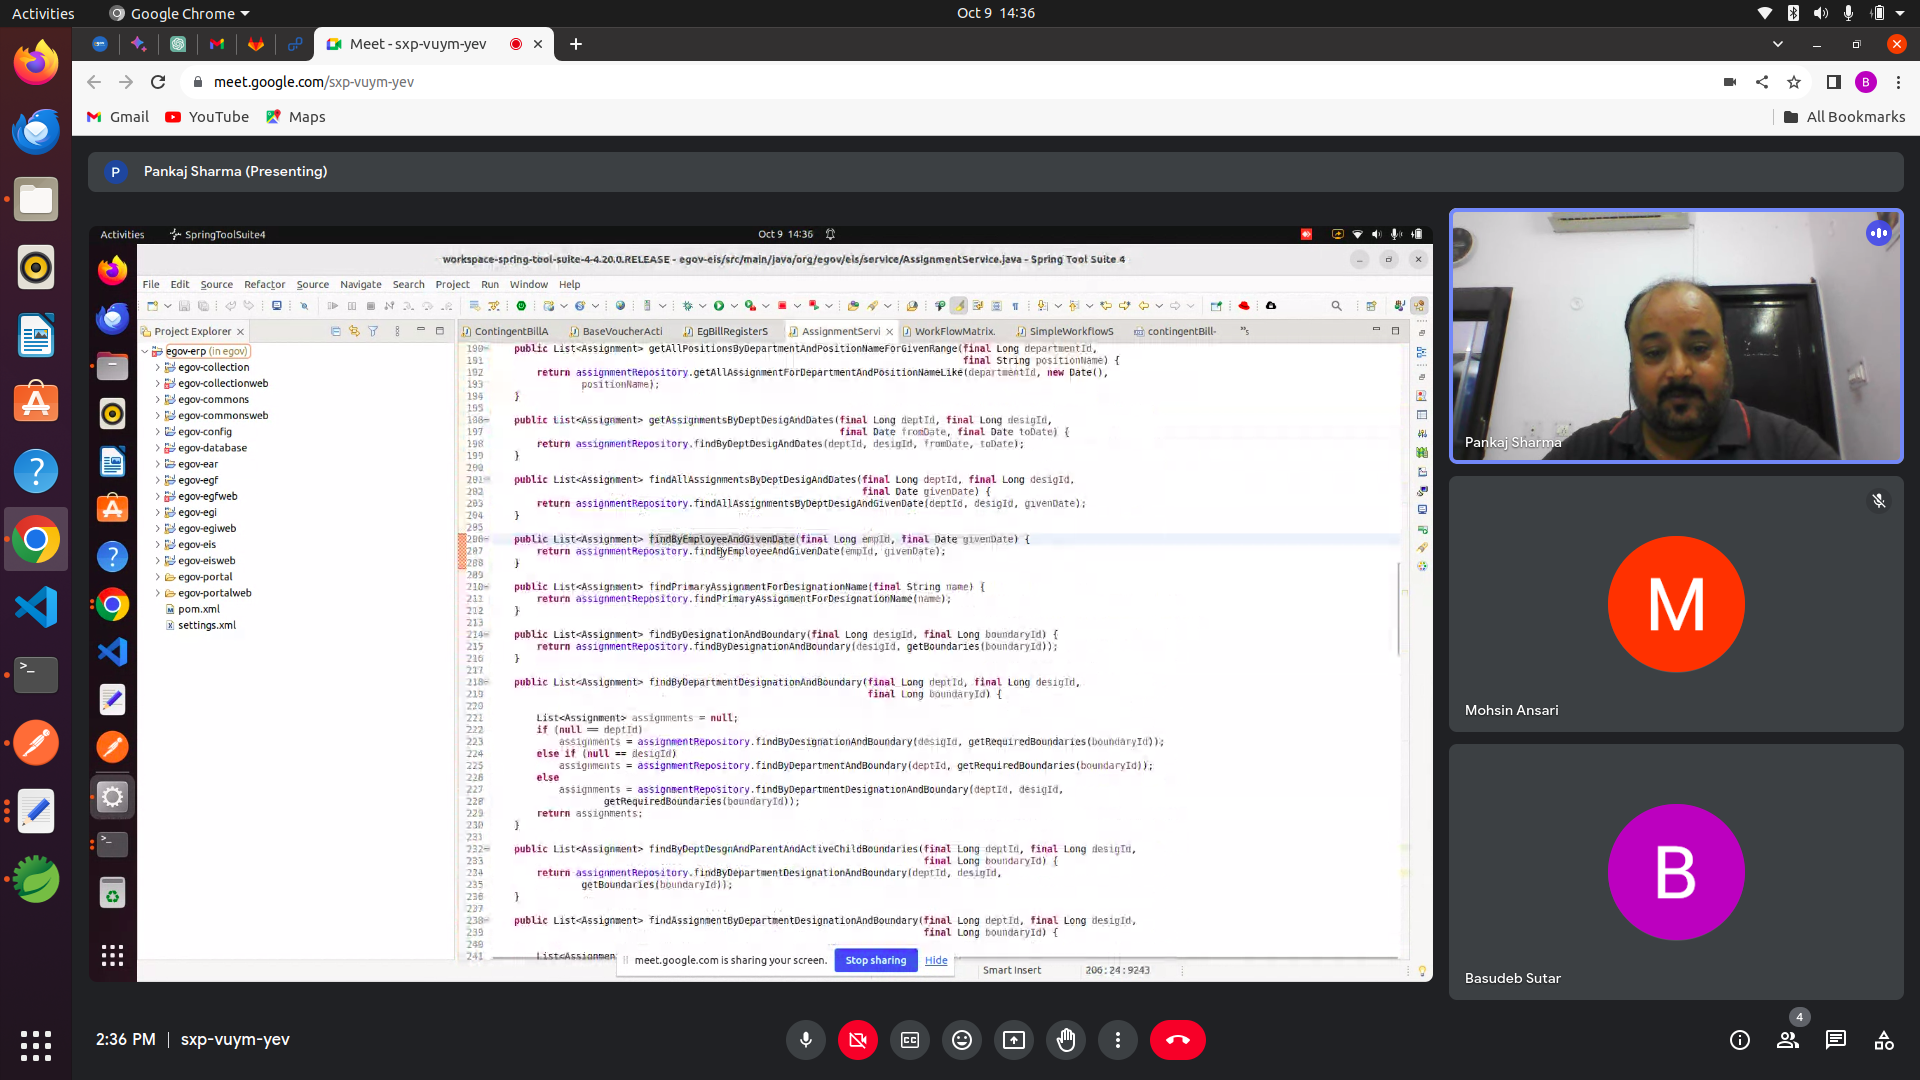 Activities
Google Chrome
Oct 9 14:36
Meet - sxp-vuym-yev
meet.google.com/sxp-vuym-yev
B
Gmail
YouTube
Maps
All Bookmarks
P
Pankaj Sharma (Presenting)
Activities
SpringToolSuite4
Oct 9 14:36
workspace-spring-tool-suite-4-4.20.0.RELEASE - egov-eis/src/main/java/org/egov/eis/service/AssignmentService.java - Spring Tool Suite 4
File Edit Source Refactor Source Navigate Search Project Run Window Help
Project Explorer
ContingentBillA
BaseVoucherActi
EgBillRegisterS
AssignmentServi
WorkFlowMatrix.
SimpleWorkflowS
contingentBill-
egov-erp (in egov)
egov-collection
egov-collectionweb
egov-commons
egov-commonsweb
egov-config
egov-database
egov-ear
egov-egf
egov-egfweb
egov-egi
egov-egiweb
egov-eis
egov-eisweb
egov-portal
egov-portalweb
pom.xml
settings.xml
190 public List<Assignment> getAllPositionsByDepartmentAndPositionNameForGivenRange(final Long departmentId,
191 final String positionName) {
192 return assignmentRepository.getAllAssignmentForDepartmentAndPositionNameLike(departmentId, new Date(),
193 positionName);
194 }
195
196 public List<Assignment> getAssignmentsByDeptDesigAndDates(final Long deptId, final Long desigId,
197 final Date fromDate, final Date toDate) {
198 return assignmentRepository.findByDeptDesigAndDates(deptId, desigId, fromDate, toDate);
199 }
200
201 public List<Assignment> findAllAssignmentsByDeptDesigAndDates(final Long deptId, final Long desigId,
202 final Date givenDate) {
203 return assignmentRepository.findAllAssignmentsByDeptDesigAndGivenDate(deptId, desigId, givenDate);
204 }
205
206 public List<Assignment> findByEmployeeAndGivenDate(final Long empId, final Date givenDate) {
207 return assignmentRepository.findByEmployeeAndGivenDate(empId, givenDate);
208 }
209
210 public List<Assignment> findPrimaryAssignmentForDesignationName(final String name) {
211 return assignmentRepository.findPrimaryAssignmentForDesignationName(name);
212 }
213
214 public List<Assignment> findByDesignationAndBoundary(final Long desigId, final Long boundaryId) {
215 return assignmentRepository.findByDesignationAndBoundary(desigId, getBoundaries(boundaryId));
216 }
217
218 public List<Assignment> findByDepartmentDesignationAndBoundary(final Long deptId, final Long desigId,
219 final Long boundaryId) {
220
221 List<Assignment> assignments = null;
222 if (null == deptId)
223 assignments = assignmentRepository.findByDesignationAndBoundary(desigId, getRequiredBoundaries(boundaryId));
224 else if (null == desigId)
225 assignments = assignmentRepository.findByDepartmentAndBoundary(deptId, getRequiredBoundaries(boundaryId));
226 else
227 assignments = assignmentRepository.findByDepartmentDesignationAndBoundary(deptId, desigId,
228 getRequiredBoundaries(boundaryId));
229 return assignments;
230 }
231
232 public List<Assignment> findByDeptDesgnAndParentAndActiveChildBoundaries(final Long deptId, final Long desigId,
233 final Long boundaryId) {
234 return assignmentRepository.findByDepartmentDesignationAndBoundary(deptId, desigId,
235 getBoundaries(boundaryId));
236 }
237
238 public List<Assignment> findAssignmentByDepartmentDesignationAndBoundary(final Long deptId, final Long desigId,
239 final Long boundaryId) {
240
241 List<Assignmen
meet.google.com is sharing your screen.
Stop sharing
Hide
Smart Insert
206:24:9243
Pankaj Sharma
M
Mohsin Ansari
B
Basudeb Sutar
2:36 PM | sxp-vuym-yev
4